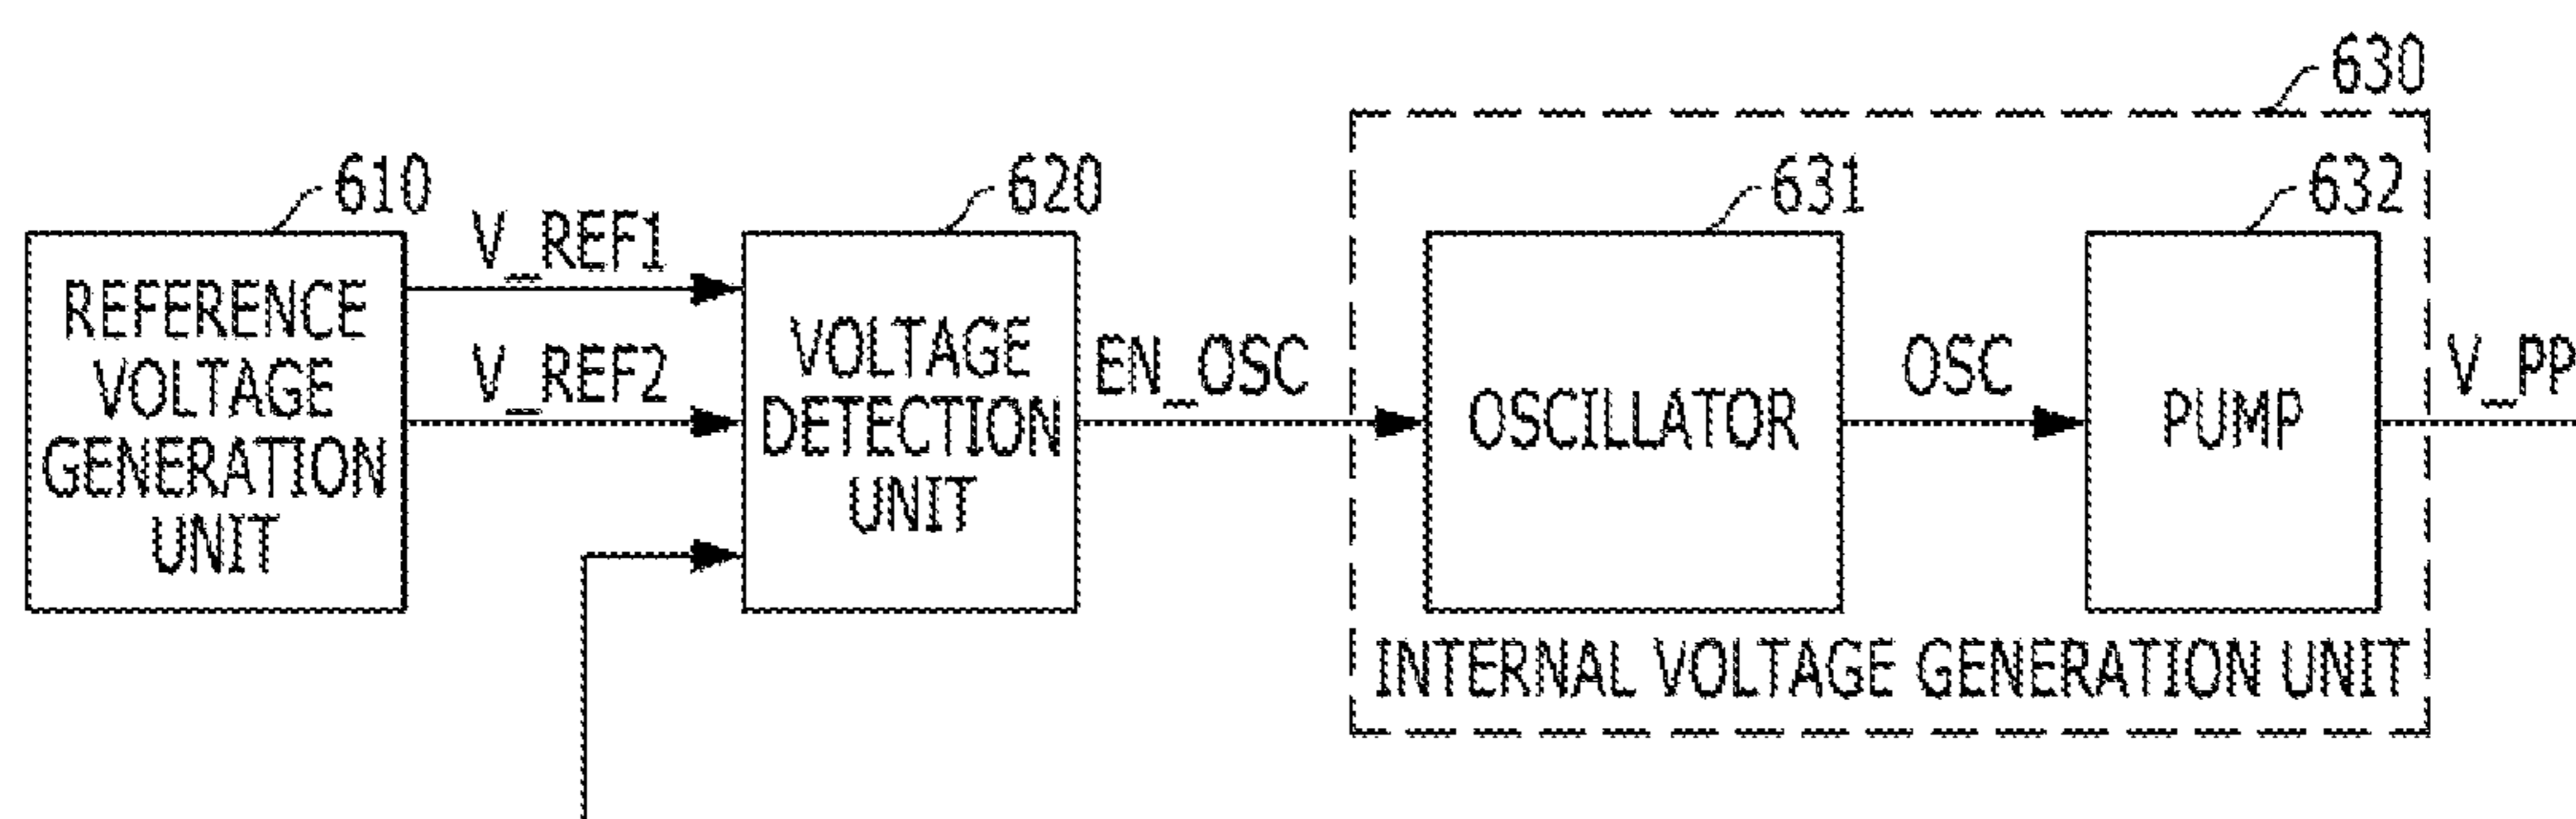 630
610
620
631
632
V_REF1
REFERENCE
VOLTAGE
GENERATION
UNIT
V_REF2
VOLTAGE
DETECTION
UNIT
EN_OSC
OSCILLATOR
OSC
PUMP
V_PP
INTERNAL VOLTAGE GENERATION UNIT